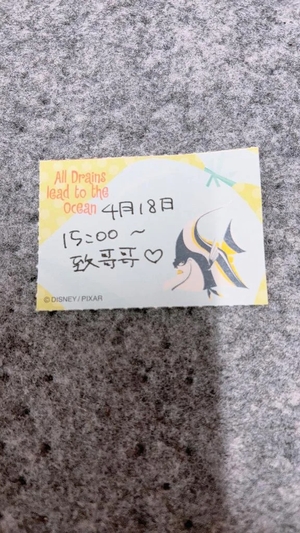 All Drains
lead to the
Ocean
4月18日
15:00 ~
致哥哥♡
© DISNEY / PIXAR